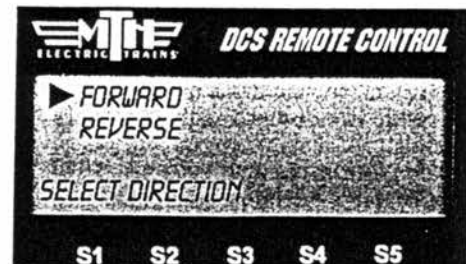 MTH
ELECTRIC TRAINS
DCS REMOTE CONTROL
FORWARD
REVERSE
SELECT DIRECTION
S1 S2 S3 S4 S5